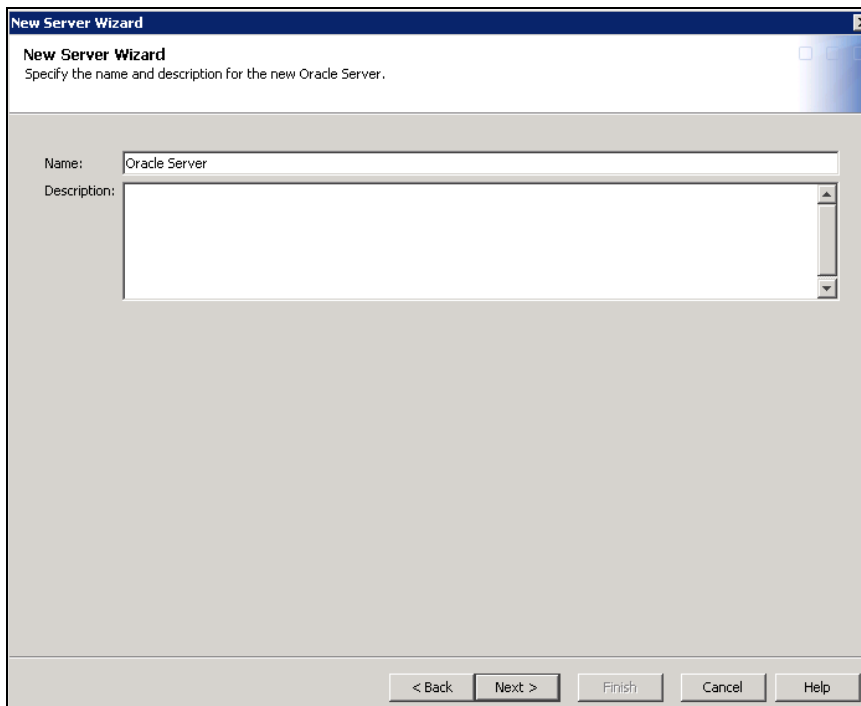 New Server Wizard
New Server Wizard
Specify the name and description for the new Oracle Server.
Name: Oracle Server
Description:
< Back Next > Finish Cancel Help